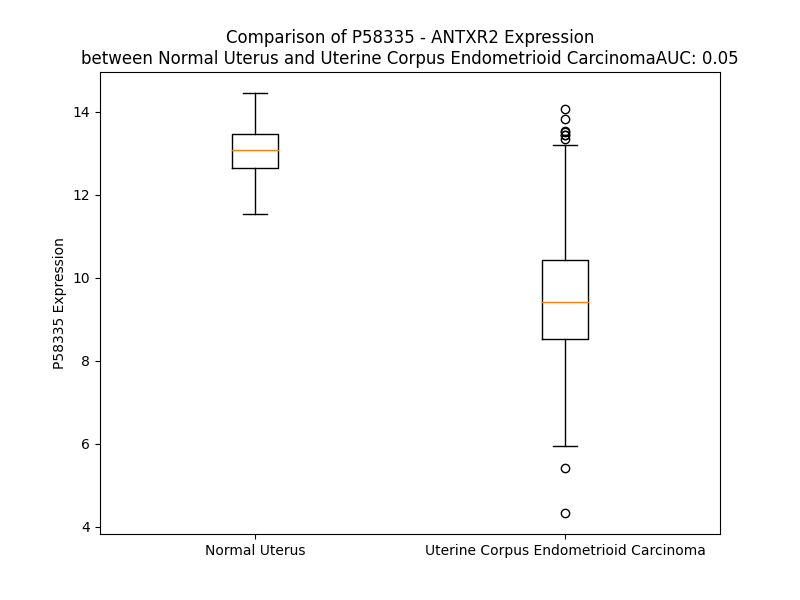 Comparison of P58335 - ANTXR2 Expression
between Normal Uterus and Uterine Corpus Endometrioid CarcinomaAUC: 0.05
14
12
10
8
6
4
P58335 Expression
Normal Uterus
Uterine Corpus Endometrioid Carcinoma